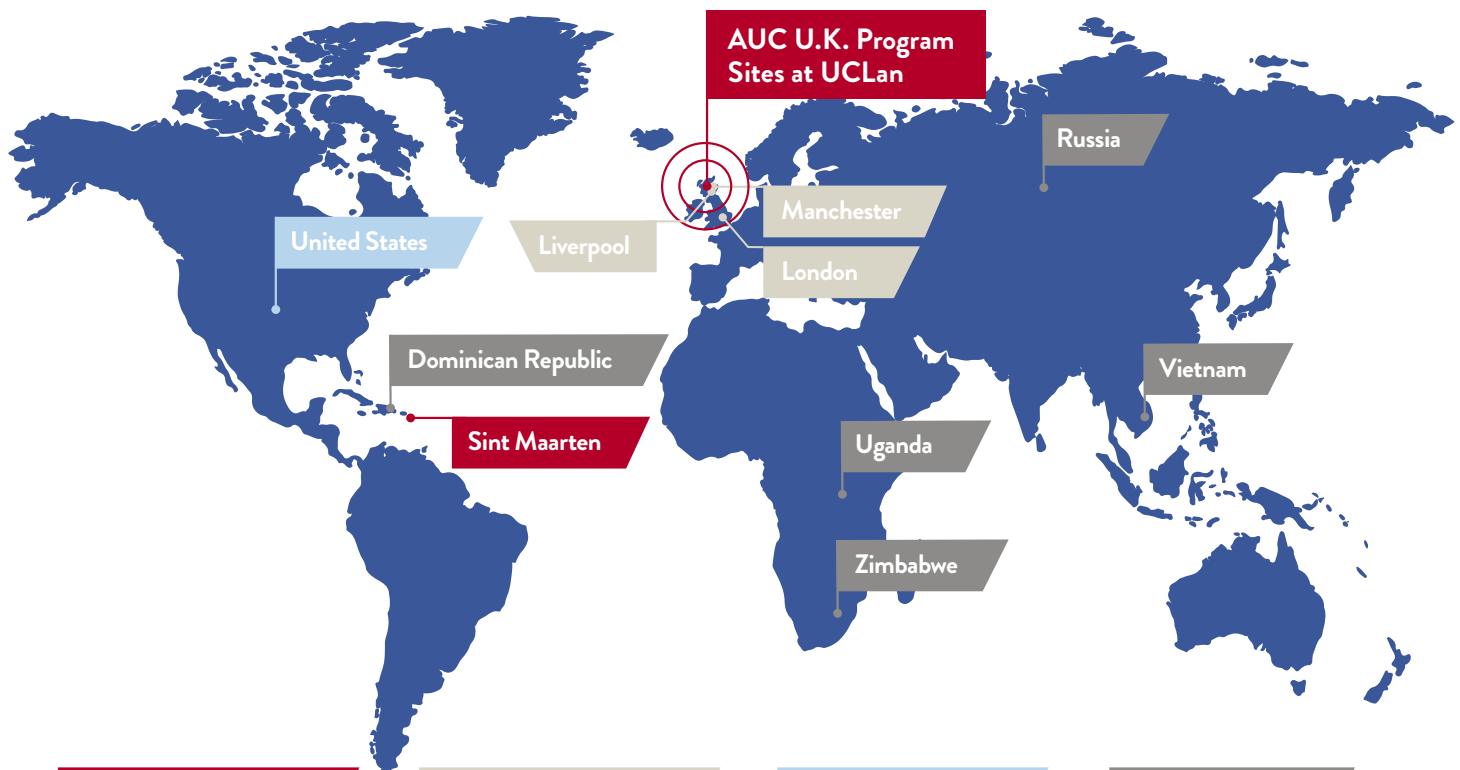 AUC U.K. Program
Sites at UCLan
Russia
Manchester
United States
Liverpool
London
Dominican Republic
Vietnam
Sint Maarten
Uganda
Zimbabwe